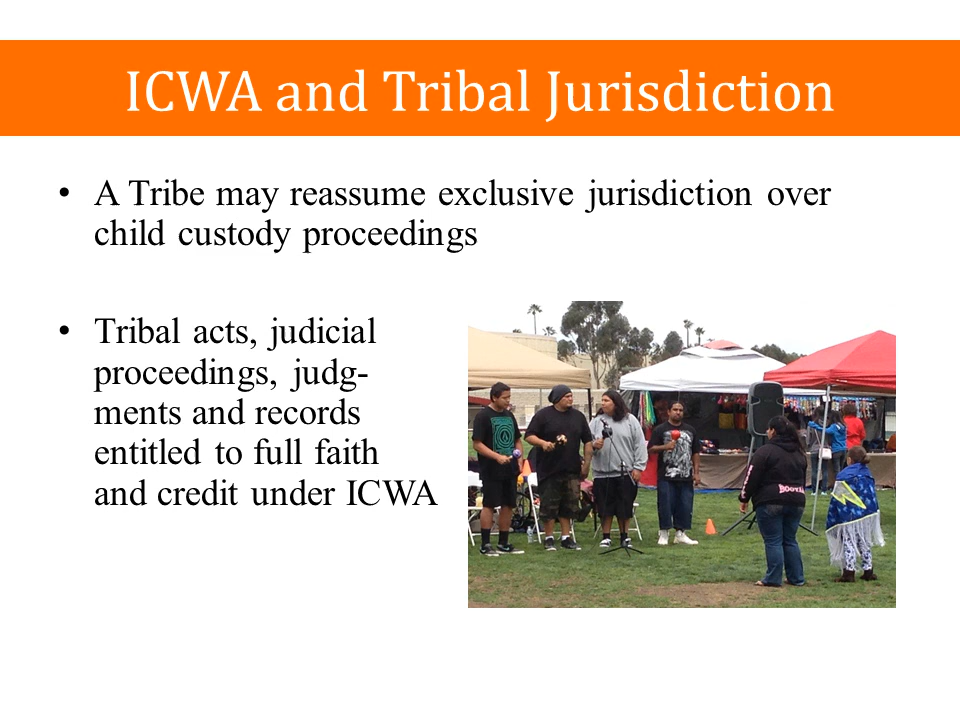 ICWA and Tribal Jurisdiction
• A Tribe may reassume exclusive jurisdiction over
child custody proceedings
• Tribal acts, judicial
proceedings, judg-
ments and records
entitled to full faith
and credit under ICWA